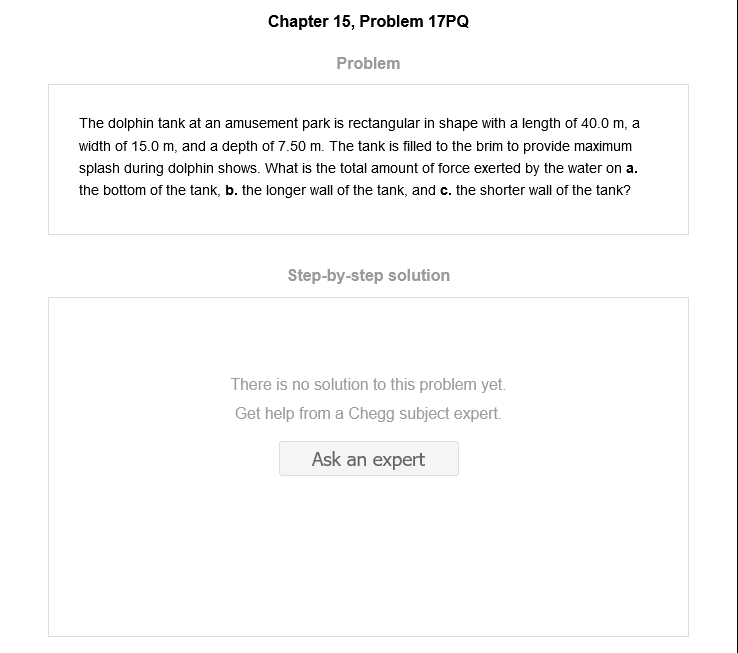 Chapter 15, Problem 17PQ
Problem
The dolphin tank at an amusement park is rectangular in shape with a length of 40.0 m, a
width of 15.0 m, and a depth of 7.50 m. The tank is filled to the brim to provide maximum
splash during dolphin shows. What is the total amount of force exerted by the water on a.
the bottom of the tank, b. the longer wall of the tank, and c. the shorter wall of the tank?
Step-by-step solution
There is no solution to this problem yet.
Get help from a Chegg subject expert.
Ask an expert